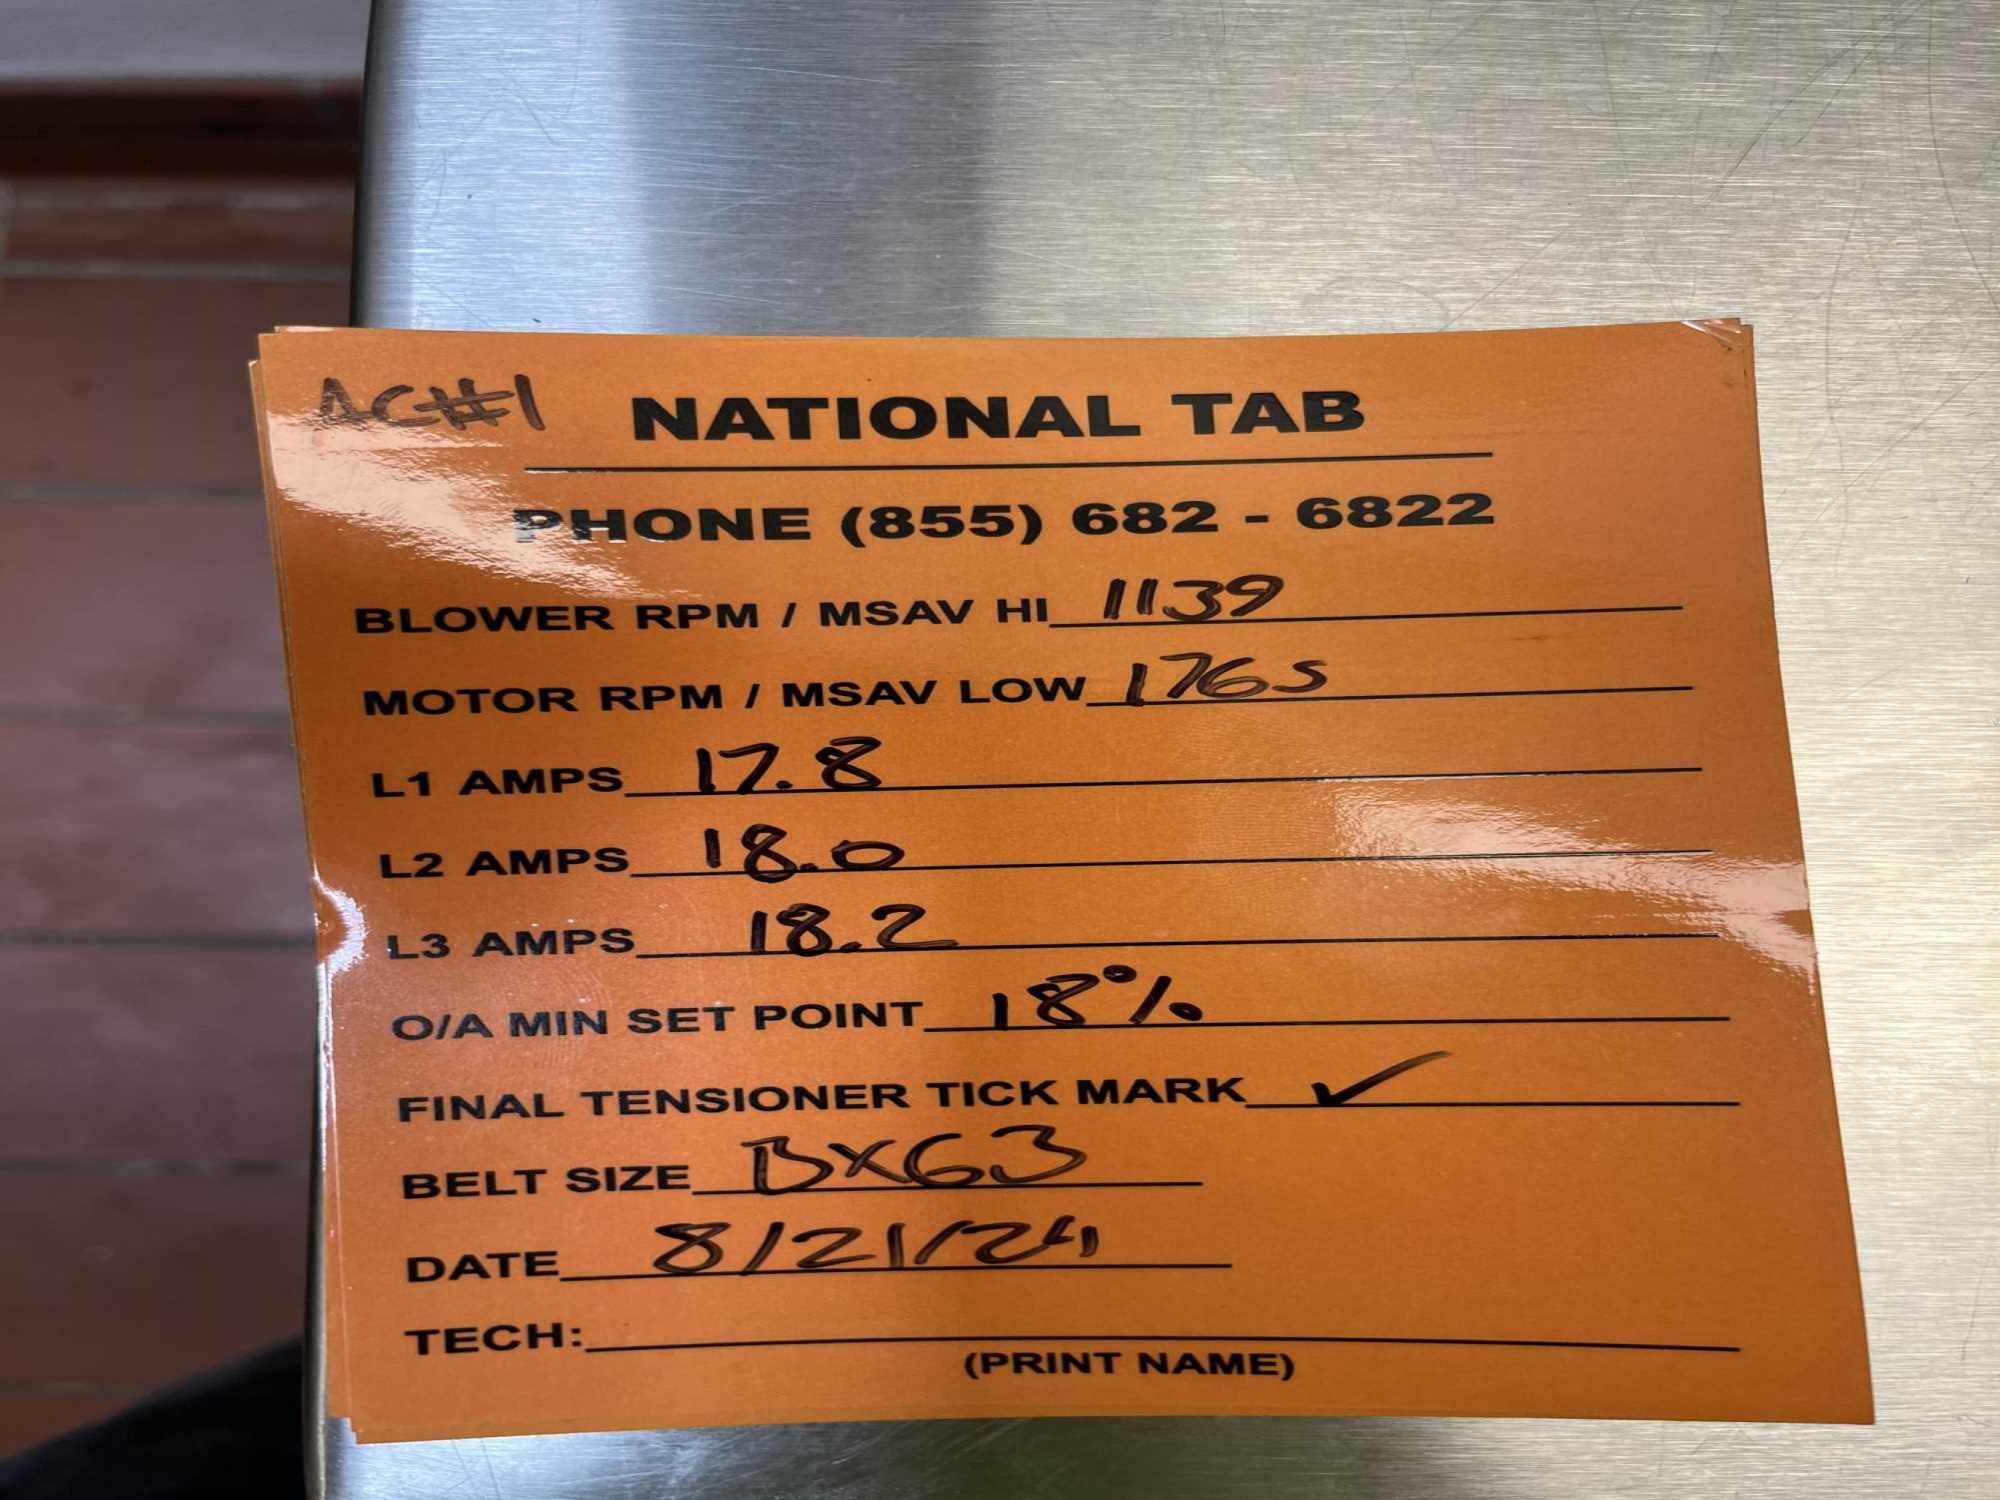 AC#1 NATIONAL TAB
PHONE (855) 682 - 6822
BLOWER RPM / MSAV HI 1139
MOTOR RPM / MSAV LOW 1765
L1 AMPS 17.8
L2 AMPS 18.0
L3 AMPS 18.2
O/A MIN SET POINT 18%
FINAL TENSIONER TICK MARK ✓
BELT SIZE BX63
DATE 8/21/24
TECH:
(PRINT NAME)